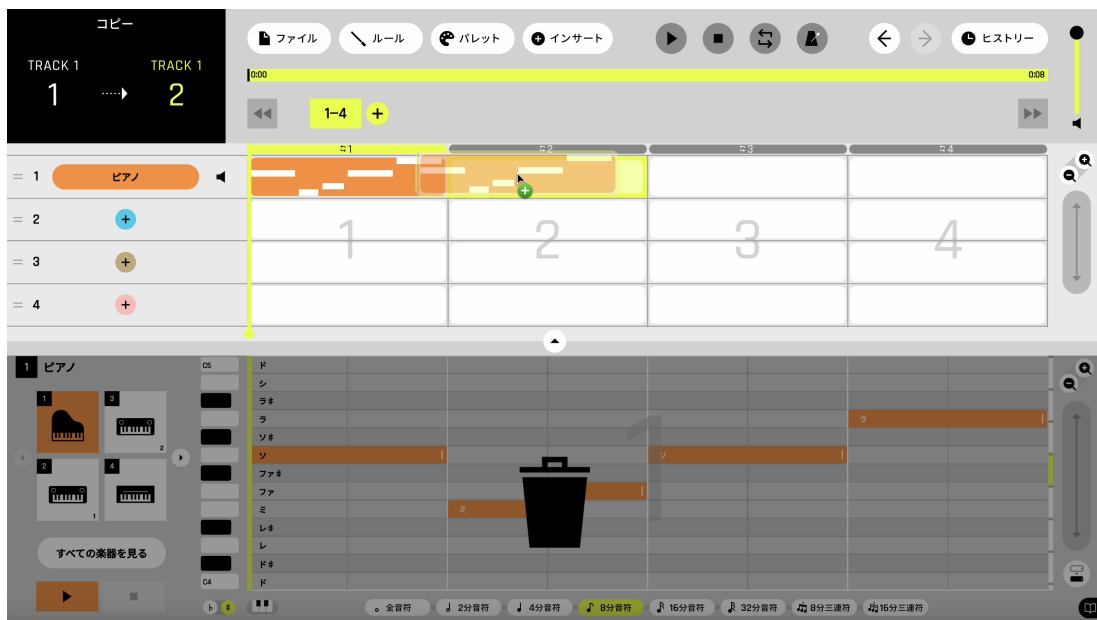 コピー
TRACK 1
1
TRACK 1
2
ファイル
ルール
パレット
インサート
ヒストリー
0:00
0:08
1-4
1
2
3
4
1
ピアノ
2
3
4
1
2
3
4
1
ピアノ
1
3
2
2
4
1
すべての楽器を見る
C5
C4
ド
シ
ラ#
ラ
ソ#
ソ
ファ#
ファ
ミ
レ#
レ
ド#
ド
ラ
ソ
ミ
1
♭
#
全音符
2分音符
4分音符
8分音符
16分音符
32分音符
8分三連符
16分三連符